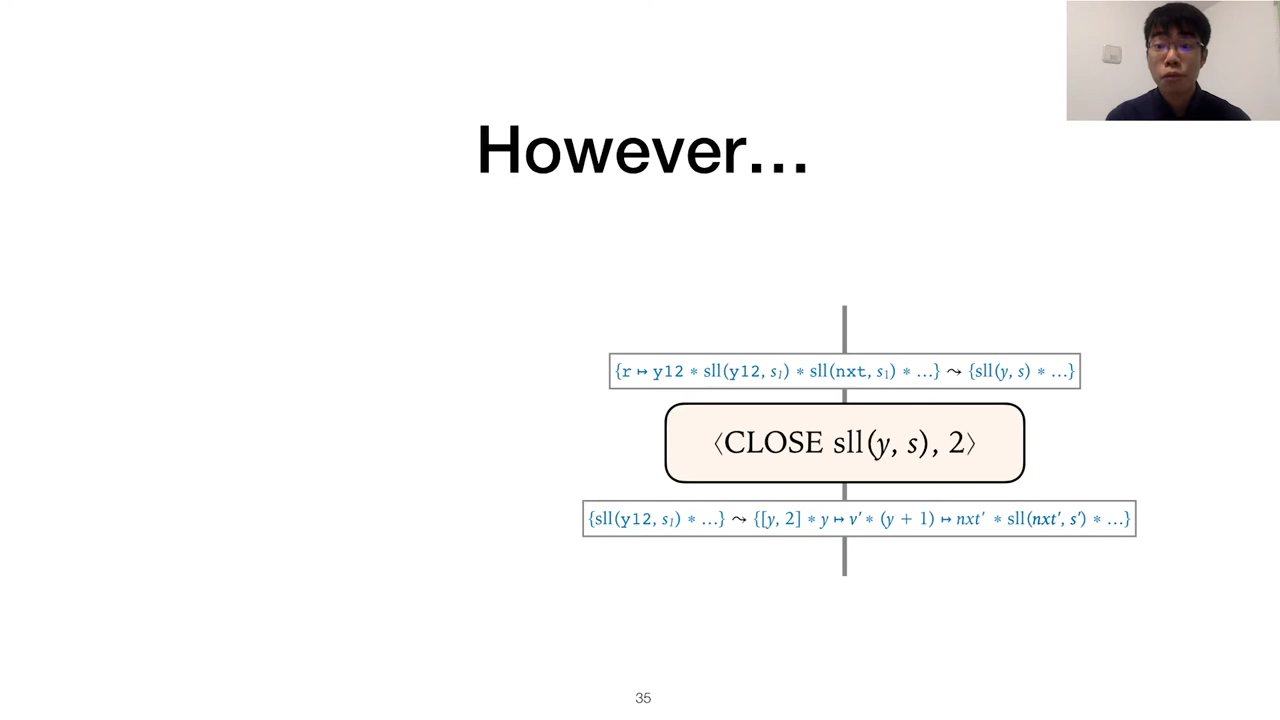 However...
{r ↦ y12 * sll(y12, s₁) * sll(nxt, s₁) * ...} ⤳ {sll(y, s) * ...}
⟨CLOSE sll(y, s), 2⟩
{sll(y12, s₁) * ...} ⤳ {[y, 2] * y ↦ v′ * (y + 1) ↦ nxt′ * sll(nxt′, s′) * ...}
35